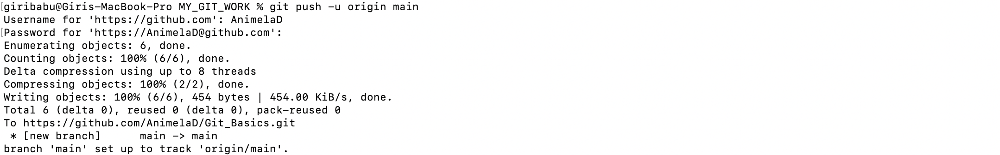 [giribabu@Giris-MacBook-Pro MY_GIT_WORK % git push -u origin main
Username for 'https://github.com': AnimelaD
[Password for 'https://AnimelaD@github.com':
Enumerating objects: 6, done.
Counting objects: 100% (6/6), done.
Delta compression using up to 8 threads
Compressing objects: 100% (2/2), done.
Writing objects: 100% (6/6), 454 bytes | 454.00 KiB/s, done.
Total 6 (delta 0), reused 0 (delta 0), pack-reused 0
To https://github.com/AnimelaD/Git_Basics.git
 * [new branch]      main -> main
branch 'main' set up to track 'origin/main'.